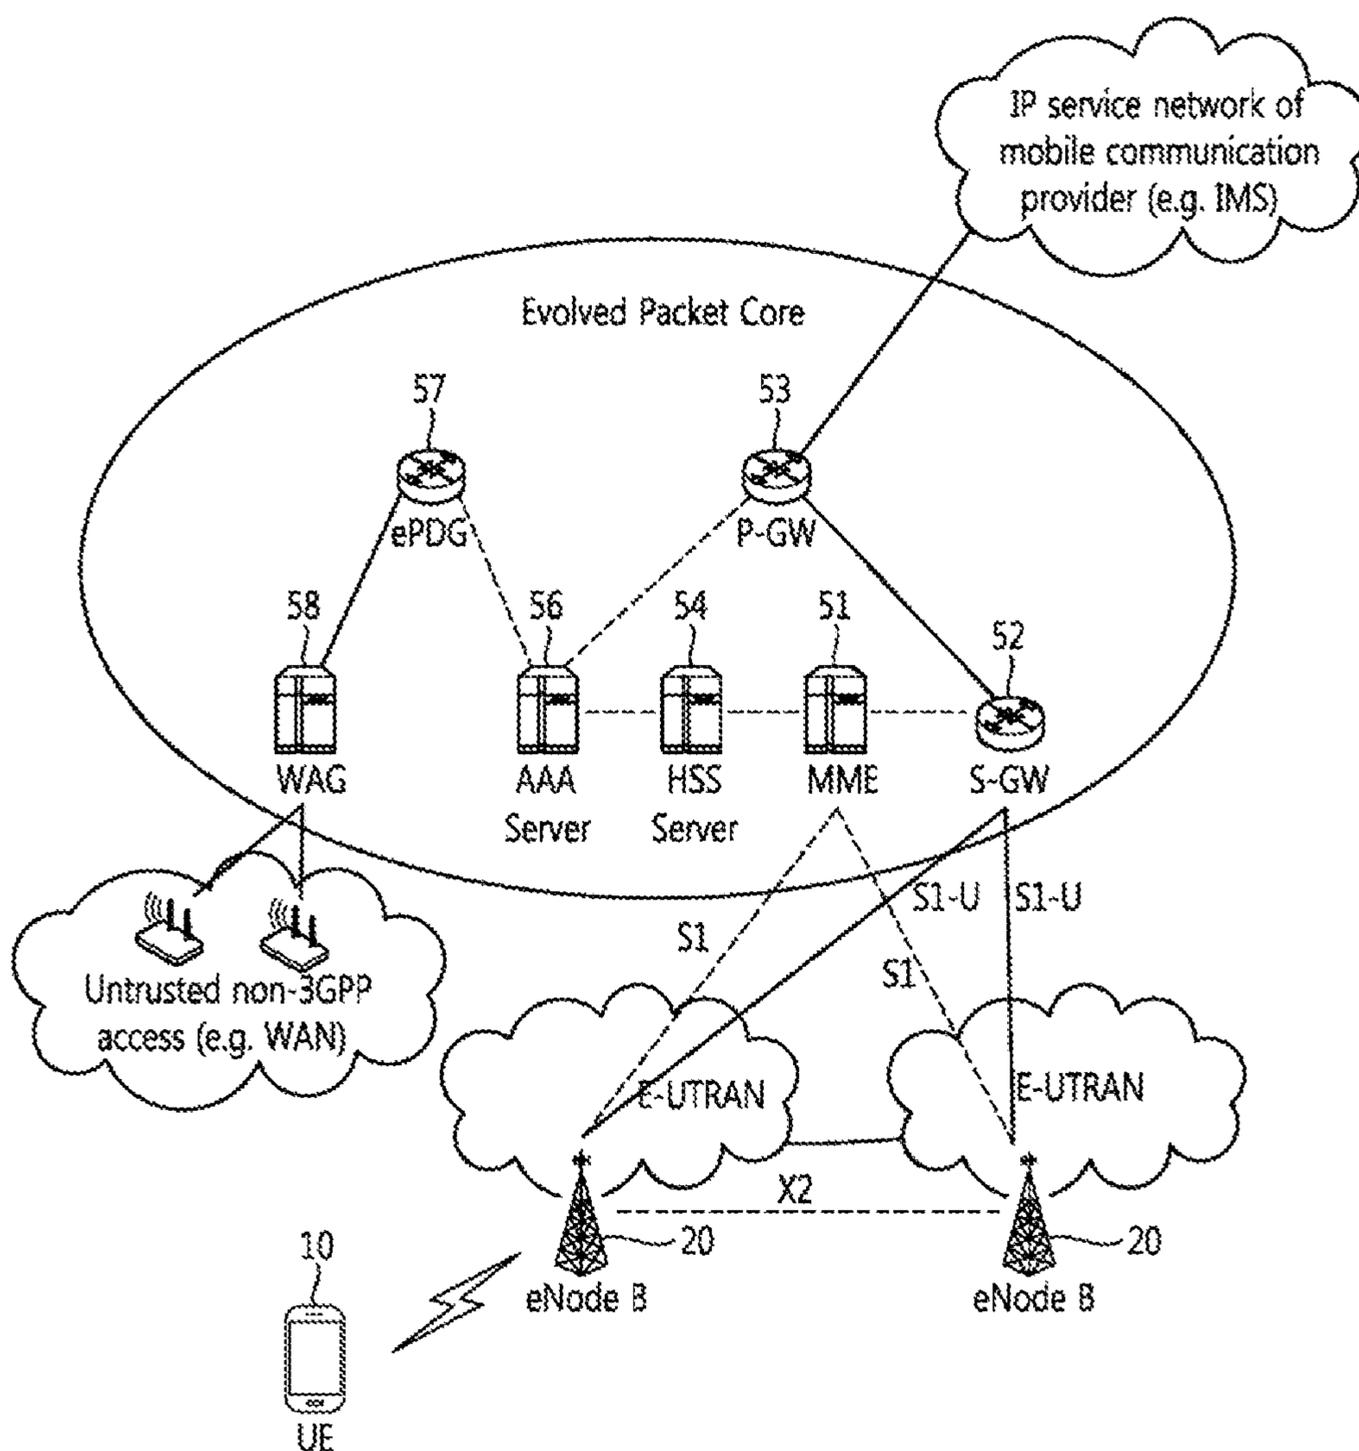 IP service network of
mobile communication
provider (e.g. IMS)
Evolved Packet Core
57
53
ePDG
P-GW
58
56
54
51
52
WAG
AAA
Server
HSS
Server
MME
S-GW
S1
S1-U
S1-U
S1
Untrusted non-3GPP
access (e.g. WAN)
E-UTRAN
E-UTRAN
X2
20
20
10
eNode B
eNode B
UE